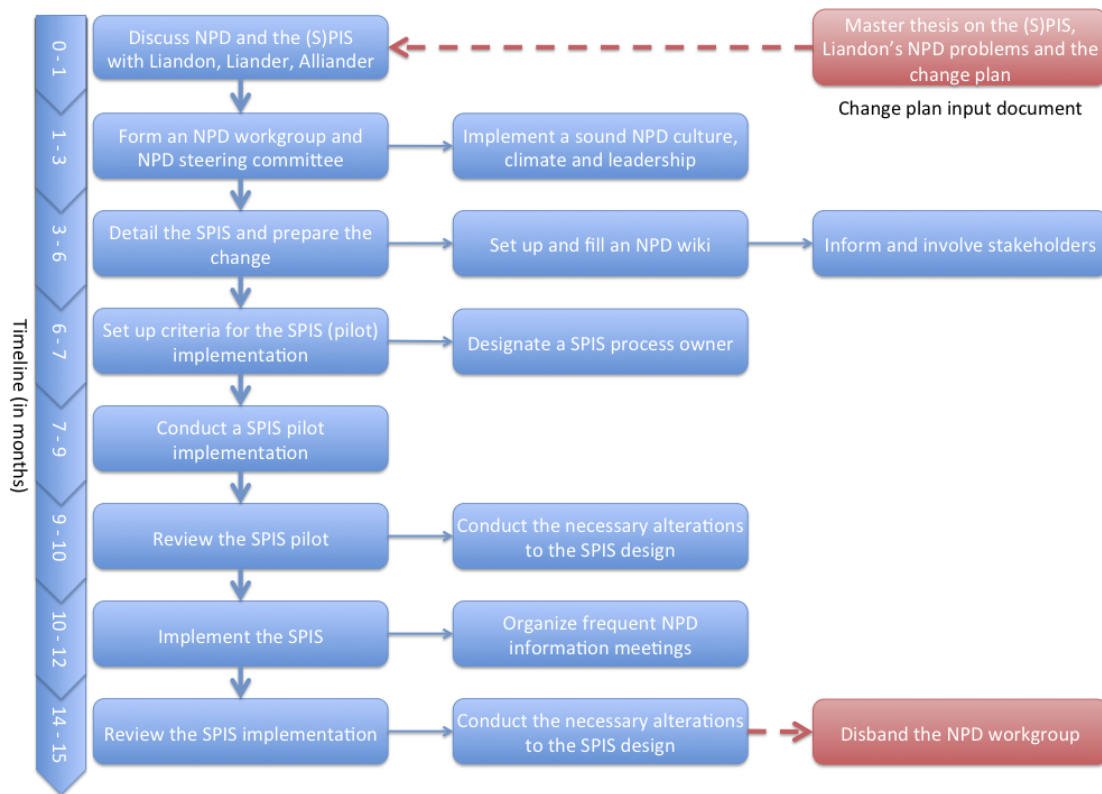 Timeline (in months)
0 - 1
Discuss NPD and the (S)PIS
with Liandon, Liander, Alliander
Master thesis on the (S)PIS,
Liandon's NPD problems and the
change plan
Change plan input document
1 - 3
Form an NPD workgroup and
NPD steering committee
Implement a sound NPD culture,
climate and leadership
3 - 6
Detail the SPIS and prepare the
change
Set up and fill an NPD wiki
Inform and involve stakeholders
6 - 7
Set up criteria for the SPIS (pilot)
implementation
Designate a SPIS process owner
7 - 9
Conduct a SPIS pilot
implementation
9 - 10
Review the SPIS pilot
Conduct the necessary alterations
to the SPIS design
10 - 12
Implement the SPIS
Organize frequent NPD
information meetings
14 - 15
Review the SPIS implementation
Conduct the necessary alterations
to the SPIS design
Disband the NPD workgroup